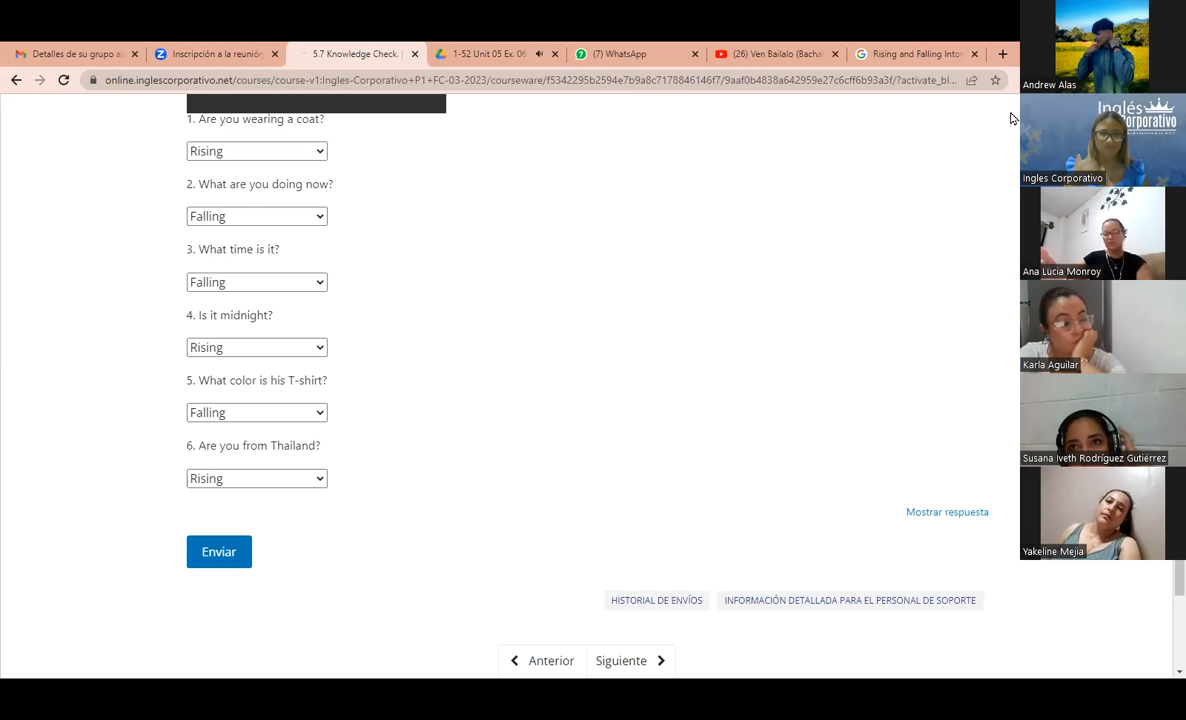 Detalles de su grupo as
Inscripción a la reunión
5.7 Knowledge Check. |
1-52 Unit 05 Ex. 06
(7) WhatsApp
(26) Ven Bailalo (Bacha
Rising and Falling Inton
online.inglescorporativo.net/courses/course-v1:Ingles-Corporativo+P1+FC-03-2023/courseware/f5342295b2594e7b9a8c7178846146f7/9aaf0b4838a642959e27c6cff6b93a3f/?activate_bl...
1. Are you wearing a coat?
Rising
2. What are you doing now?
Falling
3. What time is it?
Falling
4. Is it midnight?
Rising
5. What color is his T-shirt?
Falling
6. Are you from Thailand?
Rising
Mostrar respuesta
Enviar
HISTORIAL DE ENVÍOS
INFORMACIÓN DETALLADA PARA EL PERSONAL DE SOPORTE
Anterior
Siguiente
Andrew Alas
Inglés
Corporativo
Ingles Corporativo
Ana Lucia Monroy
Karla Aguilar
Susana Iveth Rodríguez Gutiérrez
Yakeline Mejia